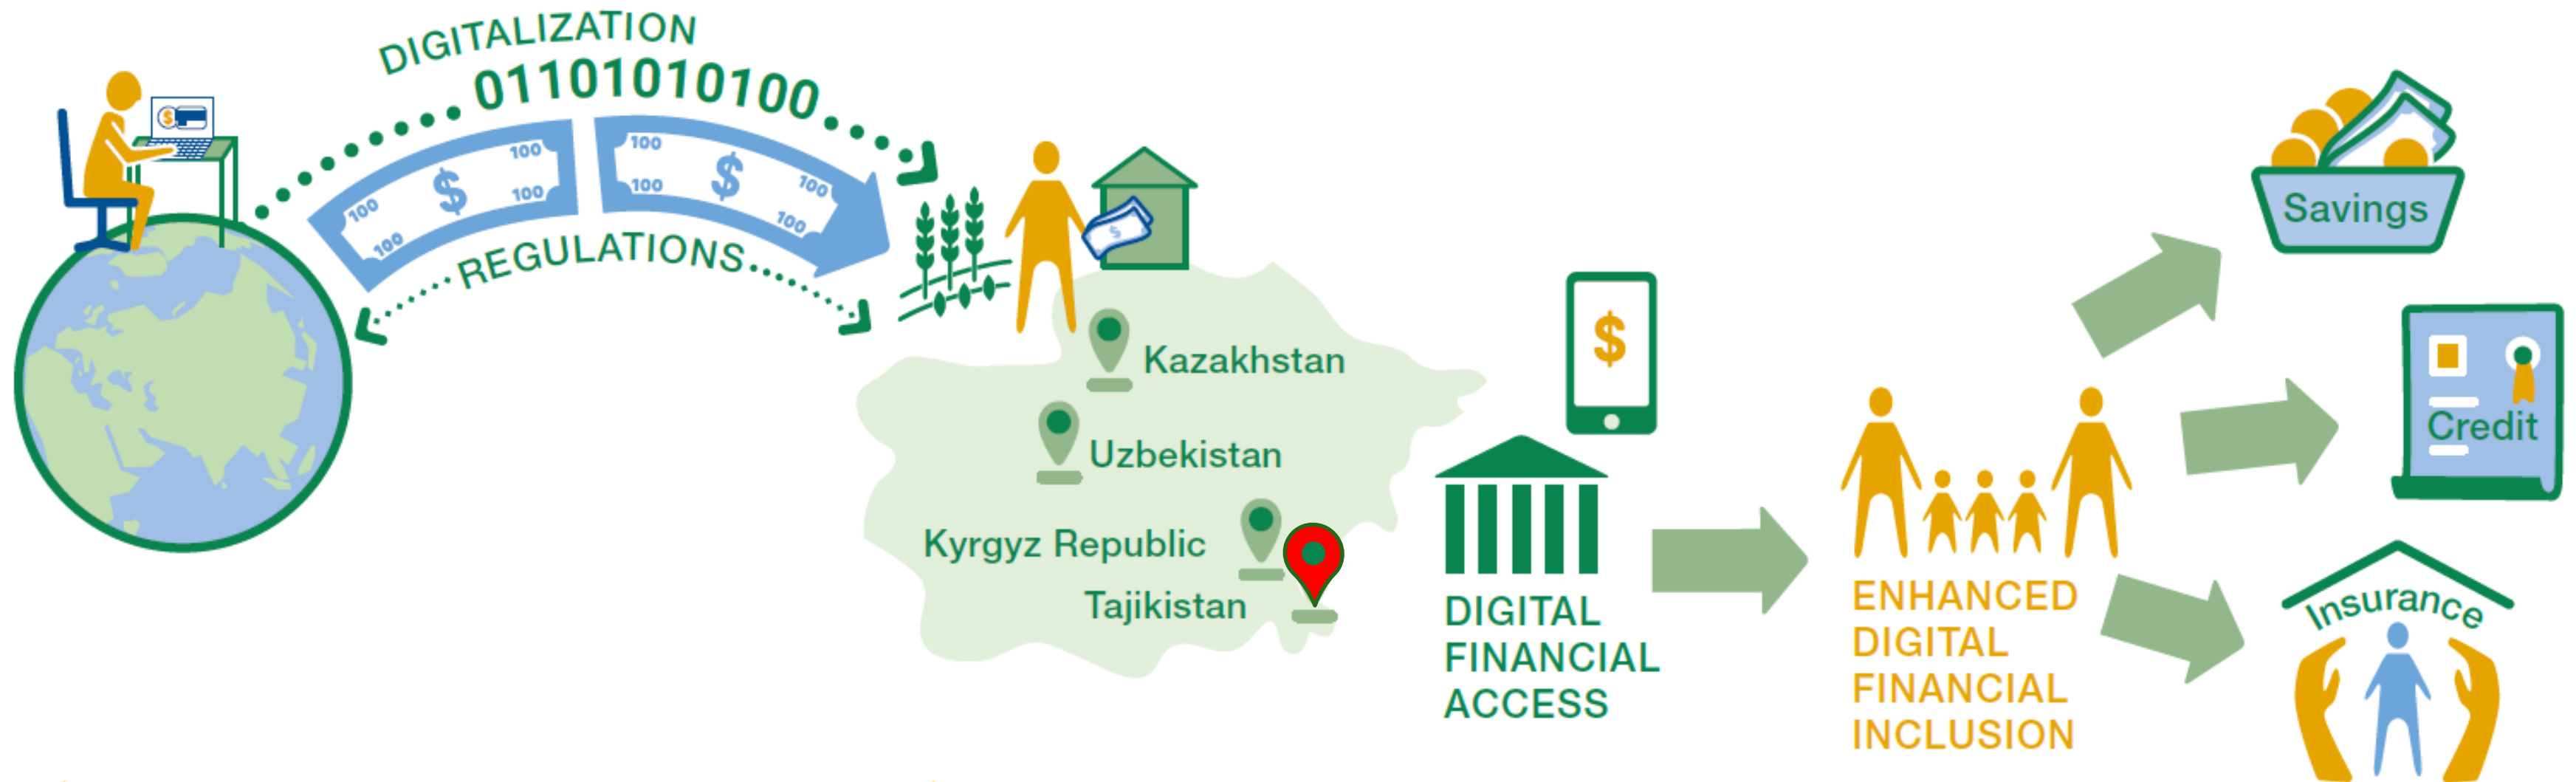 DIGITALIZATION
01101010100
100 $ 100
100 100
100 $ 100
100 100
REGULATIONS
$
$
Kazakhstan
Uzbekistan
Kyrgyz Republic
Tajikistan
$
DIGITAL
FINANCIAL
ACCESS
ENHANCED
DIGITAL
FINANCIAL
INCLUSION
Savings
Credit
Insurance